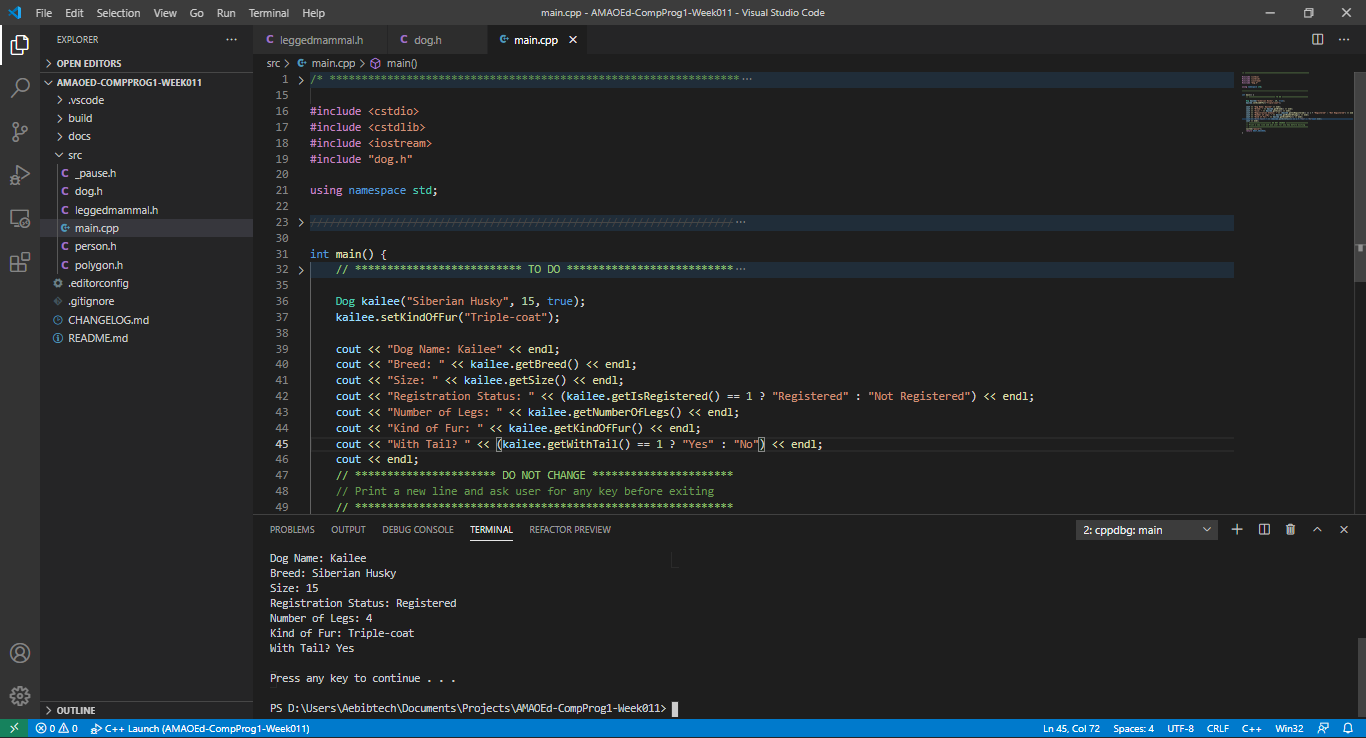 File Edit Selection View Go Run Terminal Help main.cpp - AMAOEd-CompProg1-Week011 - Visual Studio Code
EXPLORER ···
OPEN EDITORS
AMAOED-COMPPROG1-WEEK011
.vscode
build
docs
src
C _pause.h
C dog.h
C leggedmammal.h
main.cpp
C person.h
C polygon.h
.editorconfig
.gitignore
CHANGELOG.md
README.md
OUTLINE
C leggedmammal.h C dog.h main.cpp
src > main.cpp > main()
1 /* ****************************************************************···
15
16 #include <cstdio>
17 #include <cstdlib>
18 #include <iostream>
19 #include "dog.h"
20
21 using namespace std;
22
23 //////////////////////////////////////////////////////////////////···
30
31 int main() {
32 // ************************** TO DO **************************···
35
36 Dog kailee("Siberian Husky", 15, true);
37 kailee.setKindOfFur("Triple-coat");
38
39 cout << "Dog Name: Kailee" << endl;
40 cout << "Breed: " << kailee.getBreed() << endl;
41 cout << "Size: " << kailee.getSize() << endl;
42 cout << "Registration Status: " << (kailee.getIsRegistered() == 1 ? "Registered" : "Not Registered") << endl;
43 cout << "Number of Legs: " << kailee.getNumberOfLegs() << endl;
44 cout << "Kind of Fur: " << kailee.getKindOfFur() << endl;
45 cout << "With Tail? " << (kailee.getWithTail() == 1 ? "Yes" : "No") << endl;
46 cout << endl;
47 // ********************** DO NOT CHANGE **********************
48 // Print a new line and ask user for any key before exiting
49 // ***********************************************************
PROBLEMS OUTPUT DEBUG CONSOLE TERMINAL REFACTOR PREVIEW 2: cppdbg: main
Dog Name: Kailee
Breed: Siberian Husky
Size: 15
Registration Status: Registered
Number of Legs: 4
Kind of Fur: Triple-coat
With Tail? Yes
Press any key to continue . . .
PS D:\Users\Aebibtech\Documents\Projects\AMAOEd-CompProg1-Week011>
0 0 C++ Launch (AMAOEd-CompProg1-Week011) Ln 45, Col 72 Spaces: 4 UTF-8 CRLF C++ Win32